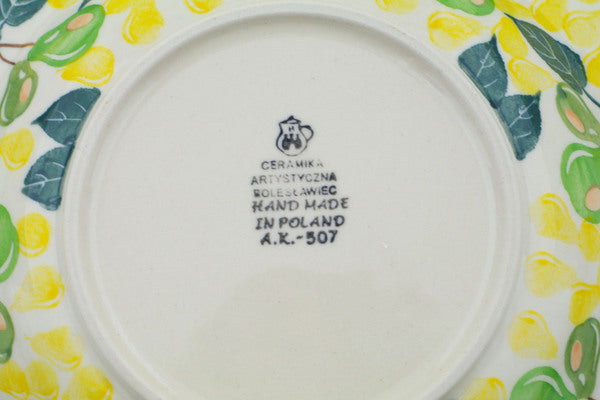 CERAMIKA
ARTYSTYCZNA
BOLESŁAWIEC
HAND MADE
IN POLAND
A.K.-507